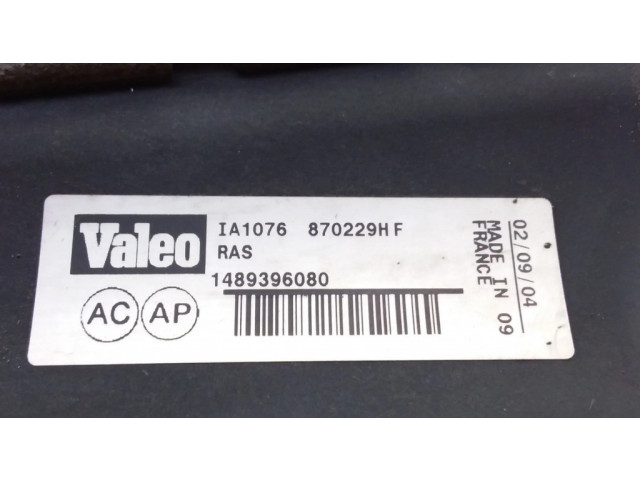 Valeo
IA1076 870229HF
RAS
1489396080
AC AP
02/09/04
MADE IN 09
FRANCE